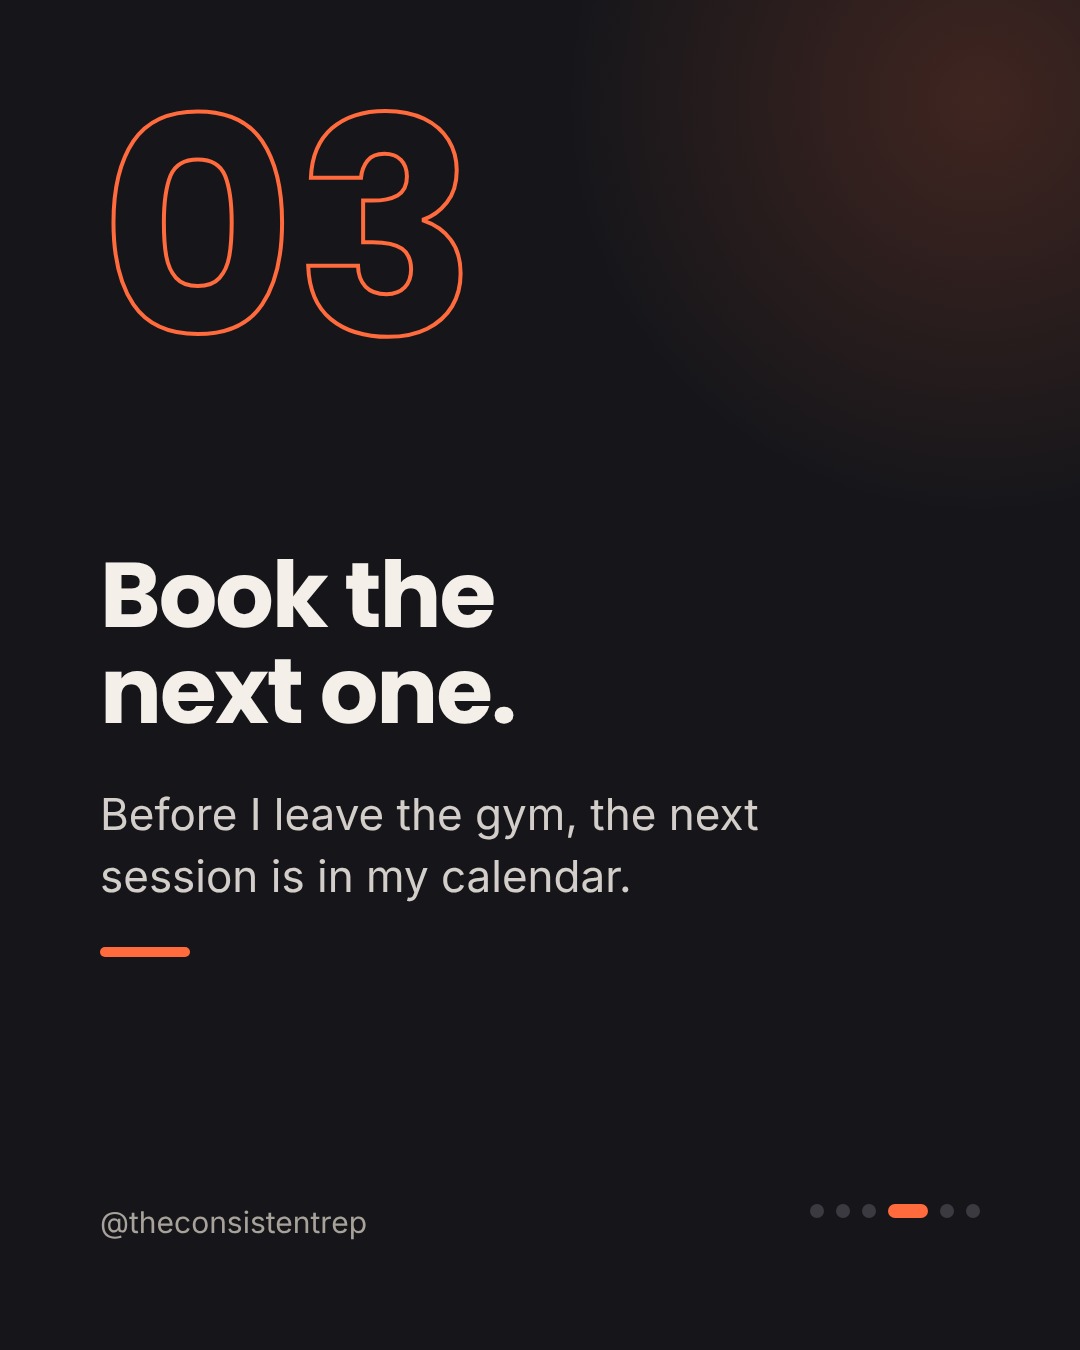 03
Book the
next one.
Before I leave the gym, the next
session is in my calendar.
@theconsistentrep